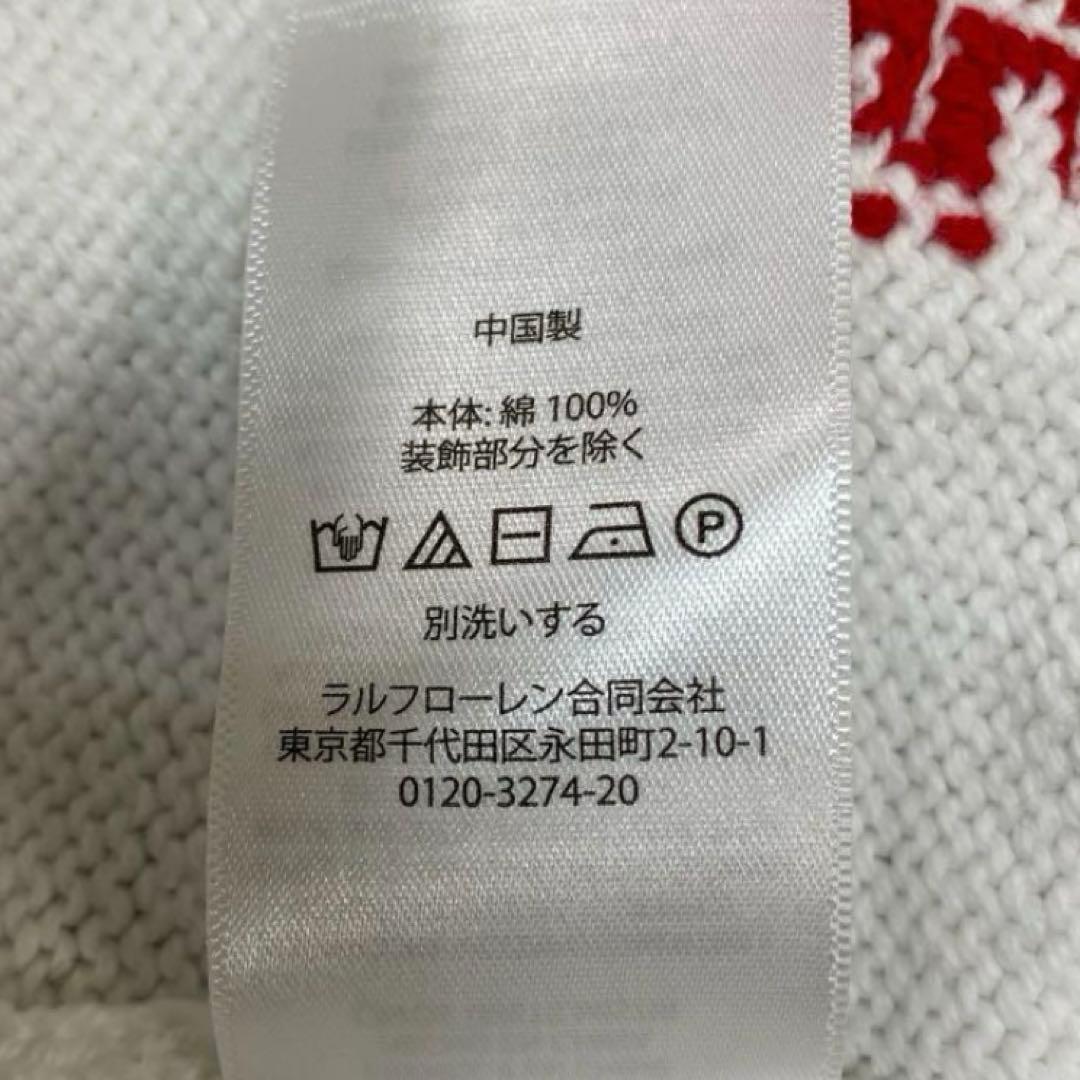 中国製
本体: 綿 100%
装飾部分を除く
P
別洗いする
ラルフローレン合同会社
東京都千代田区永田町2-10-1
0120-3274-20